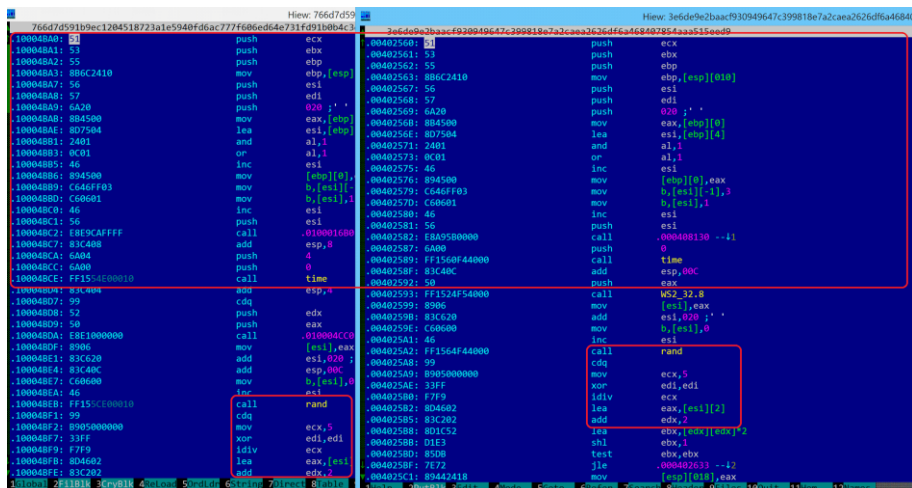 Hiew: 766d7d59
766d7d591b9ec1204518723a1e5940fd6ac777f606ed64e731fd91b0b4c3
.10004BA0: 51 push ecx
.10004BA1: 53 push ebx
.10004BA2: 55 push ebp
.10004BA3: 8B6C2410 mov ebp,[esp]
.10004BA7: 56 push esi
.10004BA8: 57 push edi
.10004BA9: 6A20 push 020 ;' '
.10004BAB: 8B4500 mov eax,[ebp]
.10004BAE: 8D7504 lea esi,[ebp]
.10004BB1: 2401 and al,1
.10004BB3: 0C01 or al,1
.10004BB5: 46 inc esi
.10004BB6: 894500 mov [ebp][0],
.10004BB9: C646FF03 mov b,[esi][-
.10004BBD: C60601 mov b,[esi],1
.10004BC0: 46 inc esi
.10004BC1: 56 push esi
.10004BC2: E8E9CAFFFF call .0100016B0
.10004BC7: 83C408 add esp,8
.10004BCA: 6A04 push 4
.10004BCC: 6A00 push 0
.10004BCE: FF1554E00010 call time
.10004BD4: 83C404 add esp,4
.10004BD7: 99 cdq
.10004BD8: 52 push edx
.10004BD9: 50 push eax
.10004BDA: E8E1000000 call .010004CC0
.10004BDF: 8906 mov [esi],eax
.10004BE1: 83C620 add esi,020 ;
.10004BE4: 83C40C add esp,00C
.10004BE7: C60600 mov b,[esi],0
.10004BEA: 46 inc esi
.10004BEB: FF155CE00010 call rand
.10004BF1: 99 cdq
.10004BF2: B905000000 mov ecx,5
.10004BF7: 33FF xor edi,edi
.10004BF9: F7F9 idiv ecx
.10004BFB: 8D4602 lea eax,[esi]
.10004BFE: 83C202 add edx,2
Hiew: 3e6de9e2baacf930949647c399818e7a2caea2626df6a46840
3e6de9e2baacf930949647c399818e7a2caea2626df6a468407854aaa515eed9
.00402560: 51 push ecx
.00402561: 53 push ebx
.00402562: 55 push ebp
.00402563: 8B6C2410 mov ebp,[esp][010]
.00402567: 56 push esi
.00402568: 57 push edi
.00402569: 6A20 push 020 ;' '
.0040256B: 8B4500 mov eax,[ebp][0]
.0040256E: 8D7504 lea esi,[ebp][4]
.00402571: 2401 and al,1
.00402573: 0C01 or al,1
.00402575: 46 inc esi
.00402576: 894500 mov [ebp][0],eax
.00402579: C646FF03 mov b,[esi][-1],3
.0040257D: C60601 mov b,[esi],1
.00402580: 46 inc esi
.00402581: 56 push esi
.00402582: E8A95B0000 call .000408130 --↓1
.00402587: 6A00 push 0
.00402589: FF1560F44000 call time
.0040258F: 83C40C add esp,00C
.00402592: 50 push eax
.00402593: FF1524F54000 call WS2_32.8
.00402599: 8906 mov [esi],eax
.0040259B: 83C620 add esi,020 ;' '
.0040259E: C60600 mov b,[esi],0
.004025A1: 46 inc esi
.004025A2: FF1564F44000 call rand
.004025A8: 99 cdq
.004025A9: B905000000 mov ecx,5
.004025AE: 33FF xor edi,edi
.004025B0: F7F9 idiv ecx
.004025B2: 8D4602 lea eax,[esi][2]
.004025B5: 83C202 add edx,2
.004025B8: 8D1C52 lea ebx,[edx][edx]*2
.004025BB: D1E3 shl ebx,1
.004025BD: 85DB test ebx,ebx
.004025BF: 7E72 jle .000402633 --↓2
.004025C1: 89442418 mov [esp][018],eax
1Global 2FilBlk 3CryBlk 4ReLoad 5OrdLdr 6String 7Direct 8Table